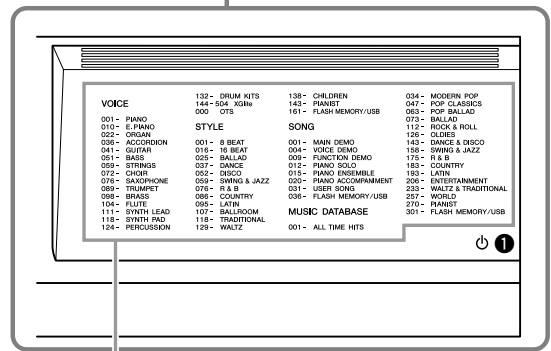 VOICE
001 - PIANO
010 - E.PIANO
022 - ORGAN
036 - ACCORDION
041 - GUITAR
051 - BASS
059 - STRINGS
072 - CHOIR
076 - SAXOPHONE
089 - TRUMPET
098 - BRASS
104 - FLUTE
111 - SYNTH LEAD
118 - SYNTH PAD
124 - PERCUSSION
132 - DRUM KITS
144 - 504 XGlite
000 OTS
STYLE
001 - 8 BEAT
016 - 16 BEAT
025 - BALLAD
037 - DANCE
052 - DISCO
059 - SWING & JAZZ
076 - R & B
086 - COUNTRY
095 - LATIN
107 - BALLROOM
118 - TRADITIONAL
129 - WALTZ
138 - CHILDREN
143 - PIANIST
161 - FLASH MEMORY/USB
SONG
001 - MAIN DEMO
004 - VOICE DEMO
009 - FUNCTION DEMO
012 - PIANO SOLO
015 - PIANO ENSEMBLE
020 - PIANO ACCOMPANIMENT
031 - USER SONG
036 - FLASH MEMORY/USB
MUSIC DATABASE
001 - ALL TIME HITS
034 - MODERN POP
047 - POP CLASSICS
063 - POP BALLAD
073 - BALLAD
112 - ROCK & ROLL
126 - OLDIES
143 - DANCE & DISCO
158 - SWING & JAZZ
175 - R & B
183 - COUNTRY
193 - LATIN
206 - ENTERTAINMENT
233 - WALTZ & TRADITIONAL
257 - WORLD
270 - PIANIST
301 - FLASH MEMORY/USB
1